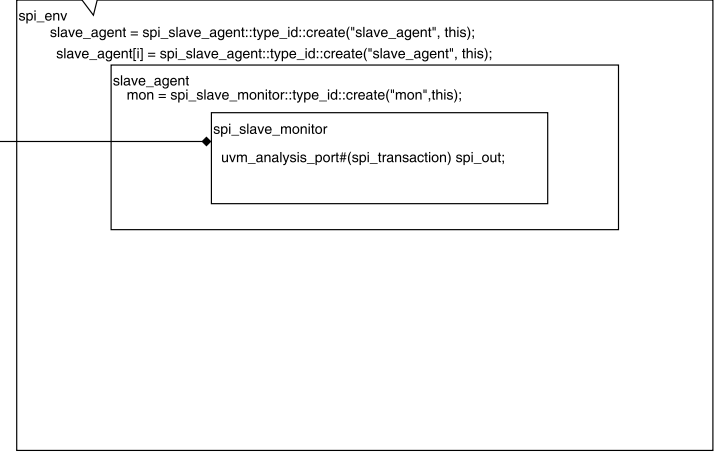 spi_env
slave_agent = spi_slave_agent::type_id::create("slave_agent", this);
slave_agent[i] = spi_slave_agent::type_id::create("slave_agent", this);
slave_agent
mon = spi_slave_monitor::type_id::create("mon",this);
spi_slave_monitor
uvm_analysis_port#(spi_transaction) spi_out;